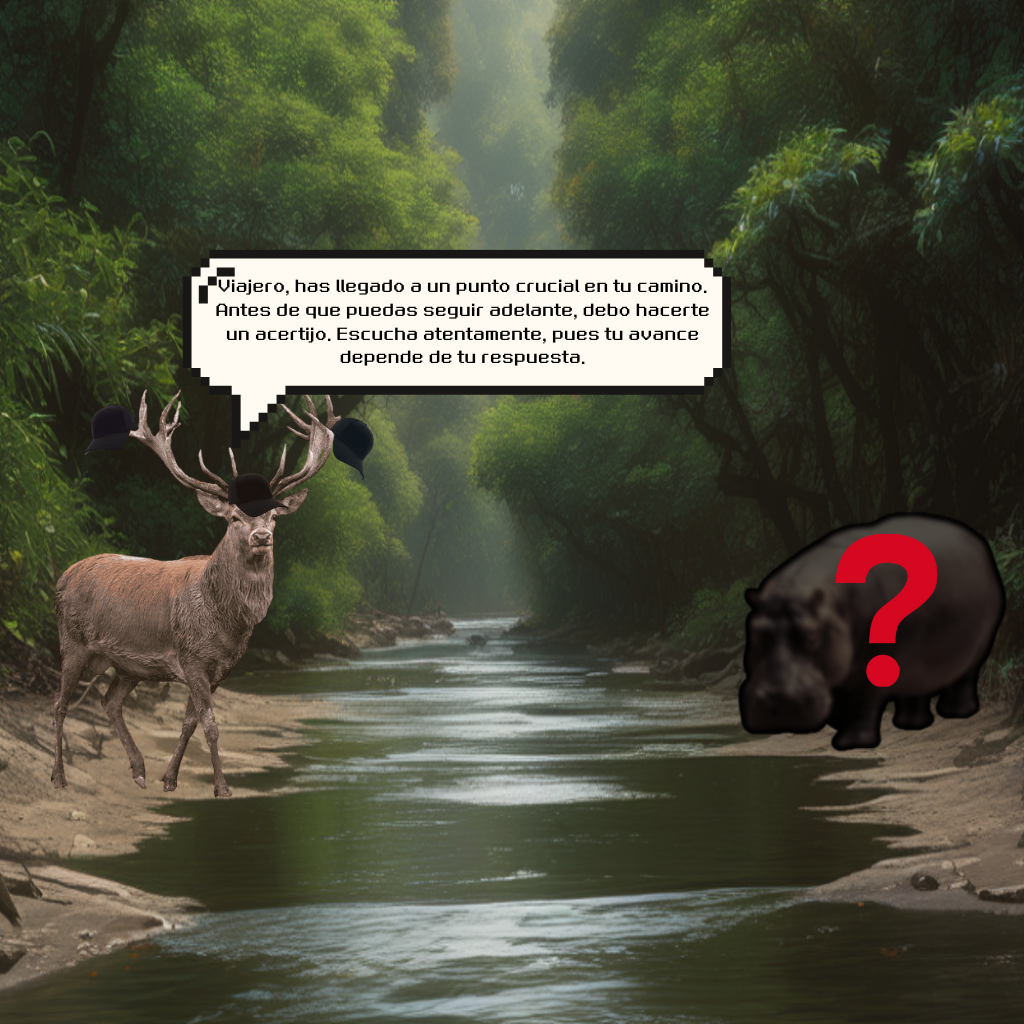 Viajero, has llegado a un punto crucial en tu camino.
Antes de que puedas seguir adelante, debo hacerte
un acertijo. Escucha atentamente, pues tu avance
depende de tu respuesta.
?